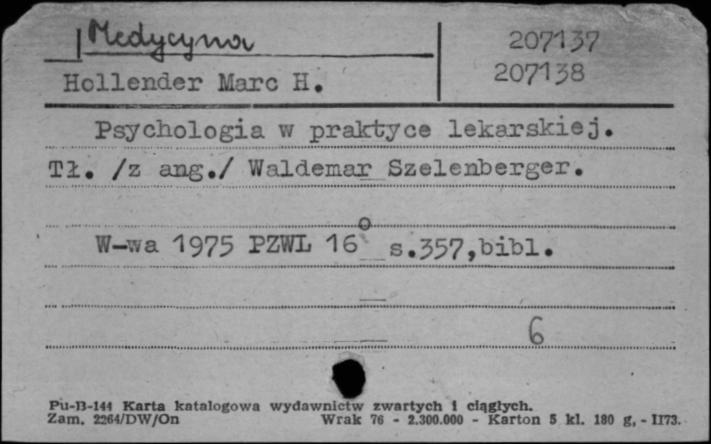 Medycyna
207137
Hollender Marc H.
207138
Psychologia w praktyce lekarskiej.
Tł. /z ang./ Waldemar Szelenberger.
W-wa 1975 PZWL 16° s.357,bibl.
6
Pu-B-144 Karta katalogowa wydawnictw zwartych i ciągłych.
Zam. 2264/DW/On Wrak 76 - 2.300.000 - Karton 5 kl. 180 g. - II73.